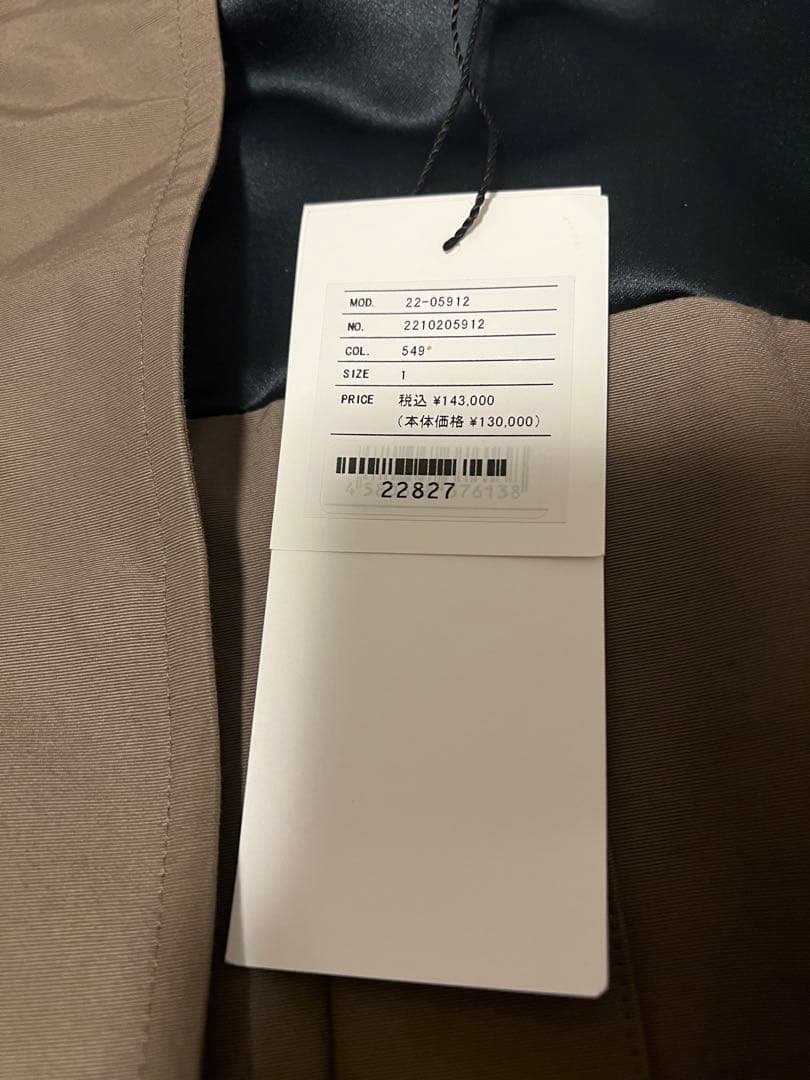 MOD. 22-05912
NO. 2210205912
COL. 549*
SIZE 1
PRICE 税込 ¥143,000
(本体価格 ¥130,000)
22827